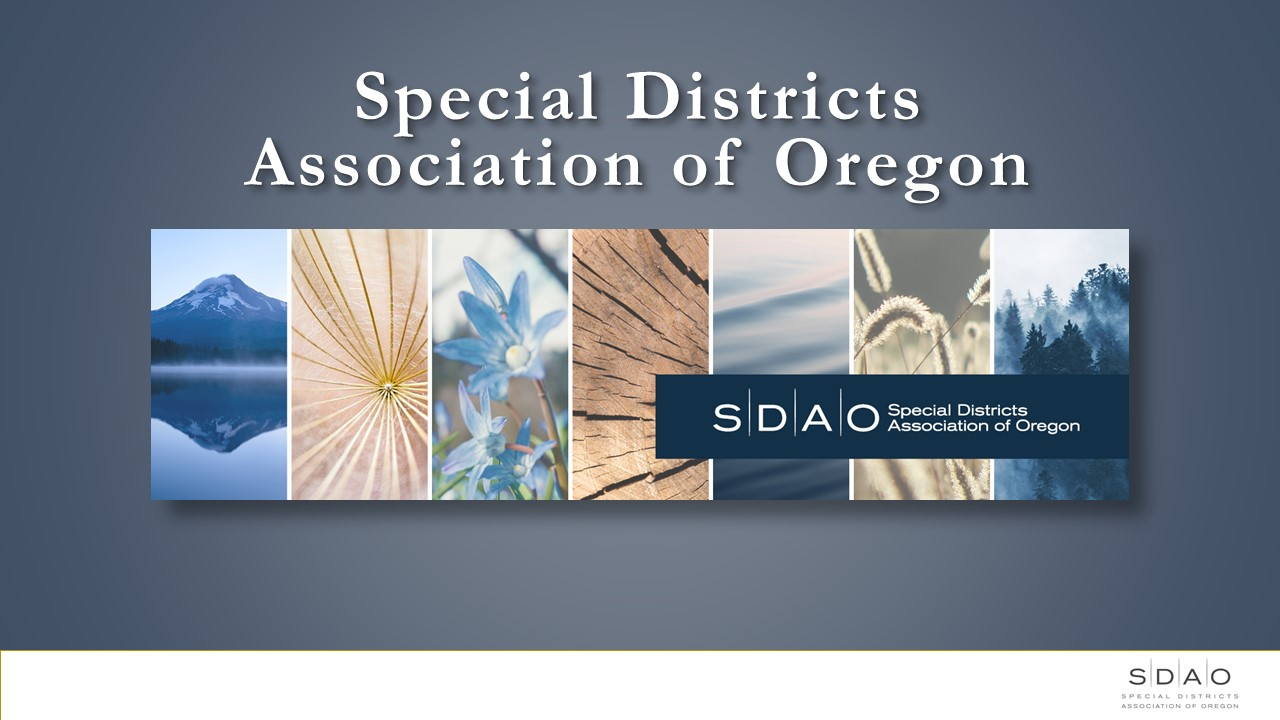 Special Districts
Association of Oregon
S|D|A|O
Special Districts
Association of Oregon
S|D|A|O
SPECIAL DISTRICTS
ASSOCIATION OF OREGON